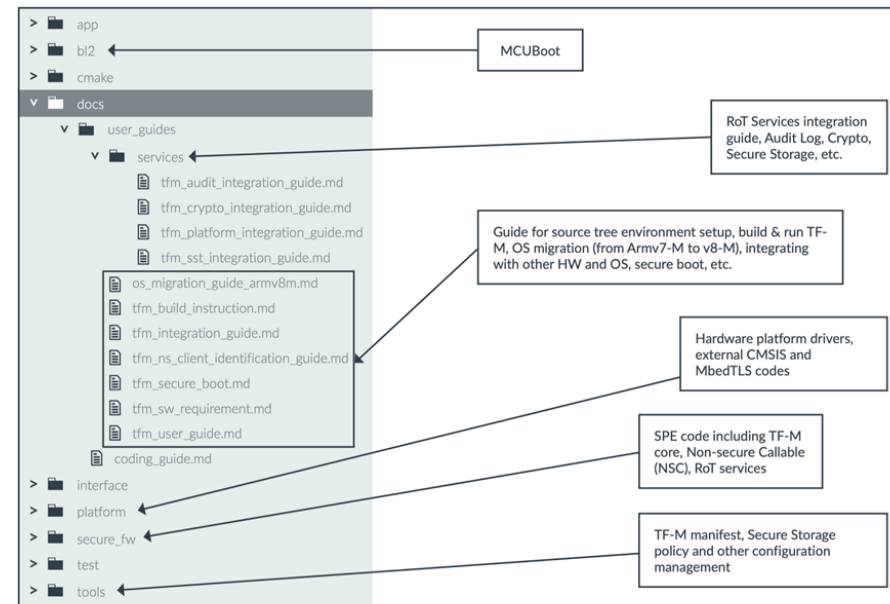 app
bl2
MCUBoot
cmake
docs
user_guides
services
RoT Services integration
guide, Audit Log, Crypto,
Secure Storage, etc.
tfm_audit_integration_guide.md
tfm_crypto_integration_guide.md
tfm_platform_integration_guide.md
tfm_sst_integration_guide.md
Guide for source tree environment setup, build & run TF-
M, OS migration (from Armv7-M to v8-M), integrating
with other HW and OS, secure boot, etc.
os_migration_guide_armv8m.md
tfm_build_instruction.md
tfm_integration_guide.md
tfm_ns_client_identification_guide.md
tfm_secure_boot.md
tfm_sw_requirement.md
tfm_user_guide.md
Hardware platform drivers,
external CMSIS and
MbedTLS codes
coding_guide.md
interface
platform
SPE code including TF-M
core, Non-secure Callable
(NSC), RoT services
secure_fw
test
tools
TF-M manifest, Secure Storage
policy and other configuration
management